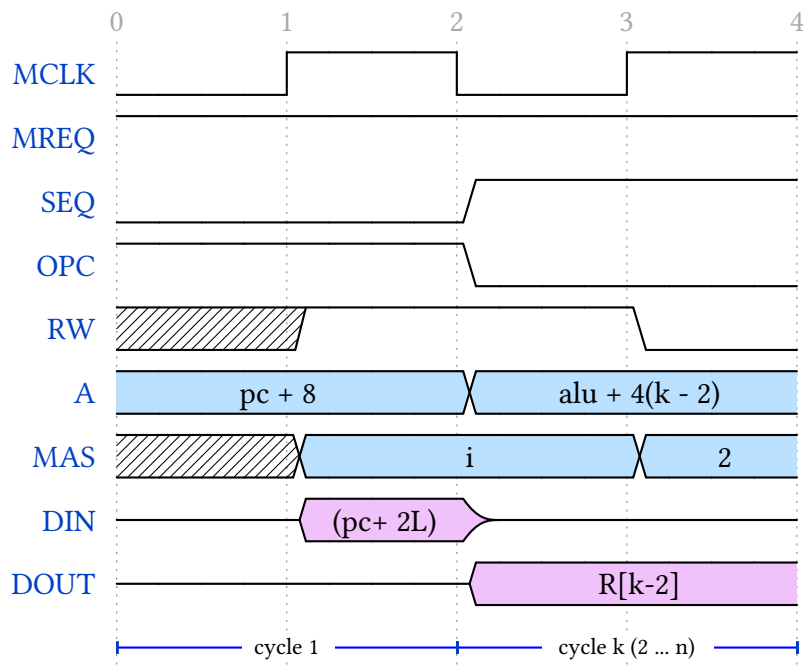 0 1 2 3 4
MCLK
MREQ
SEQ
OPC
RW
A pc + 8 alu + 4(k - 2)
MAS i 2
DIN (pc+ 2L)
DOUT R[k-2]
cycle 1 cycle k (2 ... n)